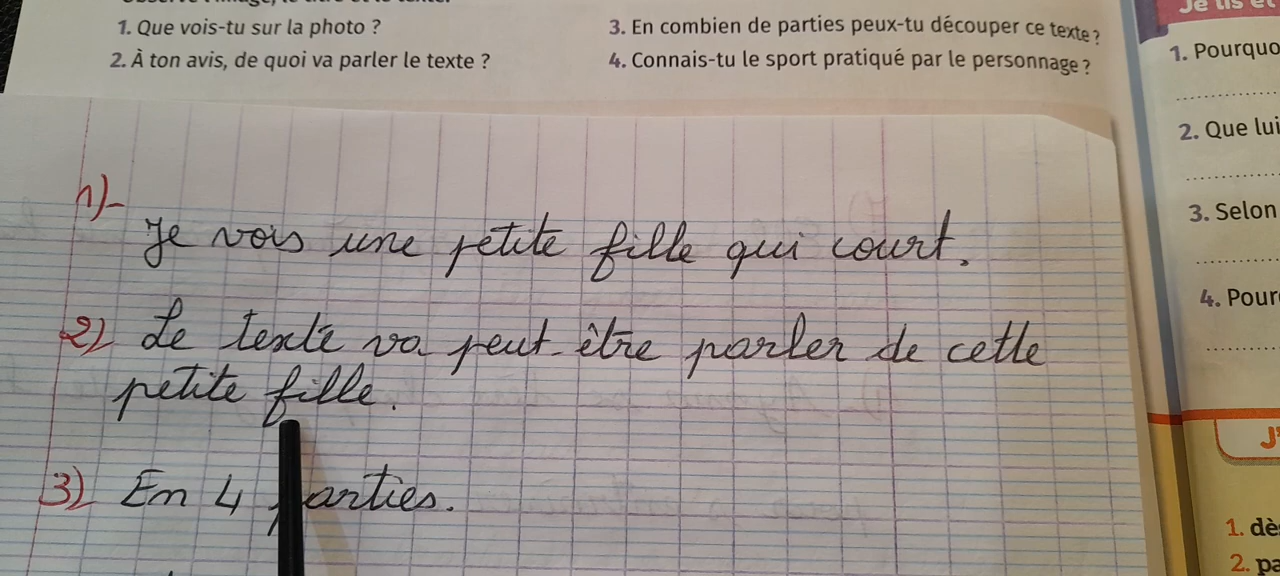 1. Que vois-tu sur la photo ?
2. À ton avis, de quoi va parler le texte ?
3. En combien de parties peux-tu découper ce texte ?
4. Connais-tu le sport pratiqué par le personnage ?
Je lis et
1. Pourquo
2. Que lui
3. Selon
4. Pour
J'
1. dè
2. pa
1)-
Je vois une petite fille qui court.
2) Le texte va peut-être parler de cette
petite fille.
3) En 4 parties.